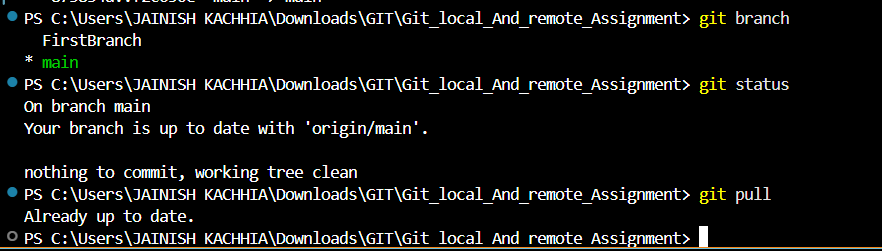 PS C:\Users\JAINISH KACHHIA\Downloads\GIT\Git_local_And_remote_Assignment> git branch
  FirstBranch
* main
PS C:\Users\JAINISH KACHHIA\Downloads\GIT\Git_local_And_remote_Assignment> git status
On branch main
Your branch is up to date with 'origin/main'.

nothing to commit, working tree clean
PS C:\Users\JAINISH KACHHIA\Downloads\GIT\Git_local_And_remote_Assignment> git pull
Already up to date.
PS C:\Users\JAINISH KACHHIA\Downloads\GIT\Git_local_And_remote_Assignment>